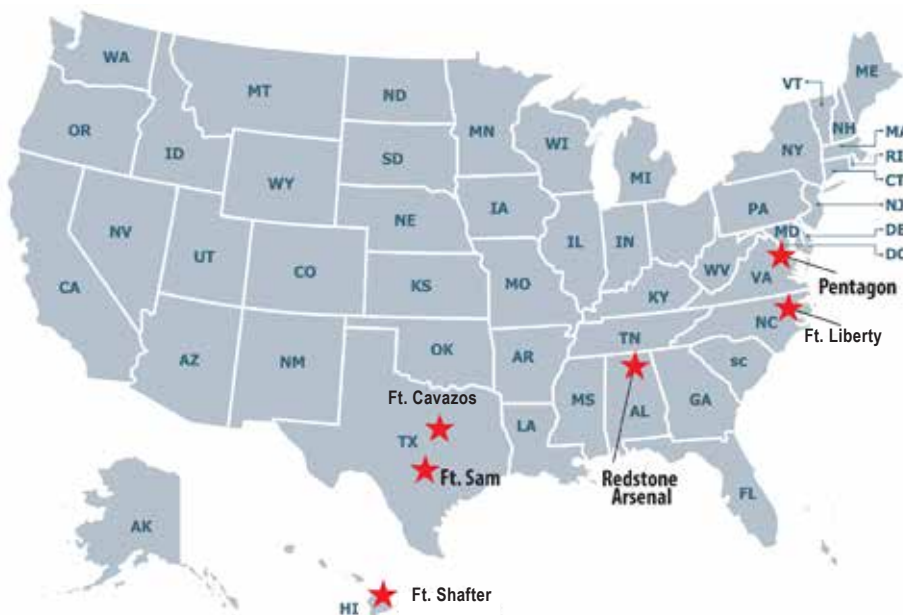 WA
MT
ND
MN
OR
ID
SD
WI
WY
MI
VT
NH
ME
MA
NY
RI
CT
NJ
PA
NE
IA
NV
UT
CO
IL
IN
MD
DE
DC
WV
VA
Pentagon
CA
KS
MO
KY
NC
Ft. Liberty
AZ
NM
OK
AR
TN
SC
MS
AL
GA
Ft. Cavazos
TX
LA
Ft. Sam
Redstone
Arsenal
FL
AK
HI
Ft. Shafter